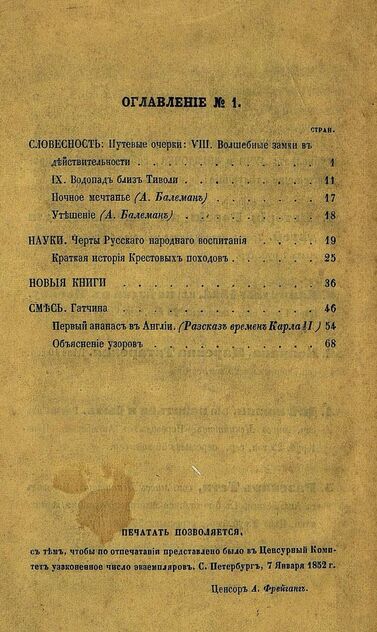 ОГЛАВЛЕНІЕ № 1.
СТРАН.
СЛОВЕСНОСТЬ: Путевые очерки: VIII. Волшебные замки въ
дѣйствительности . . . . . . . . . . . 1
IX. Водопадъ близъ Тиволи . . . . . . . . 11
Ночное мечтанье (А. Балеманъ) . . . . . . . 17
Утѣшеніе (А. Балеманъ) . . . . . . . . . 18
НАУКИ. Черты Русскаго народнаго воспитанія . . . . . 19
Краткая исторія Крестовыхъ походовъ . . . . . . 25
НОВЫЯ КНИГИ . . . . . . . . . . . . 36
СМѢСЬ. Гатчина . . . . . . . . . . . 46
Первый ананасъ въ Англіи. (Разсказъ временъ Карла II) 54
Объясненіе узоровъ . . . . . . . . . . 68
ПЕЧАТАТЬ ПОЗВОЛЯЕТСЯ,
съ тѣмъ, чтобы по отпечатаніи представлено было въ Ценсурный Коми-
тетъ узаконенное число экземпляровъ. С. Петербургъ, 7 Января 1852 г.
Ценсоръ А. Фрейгангъ.